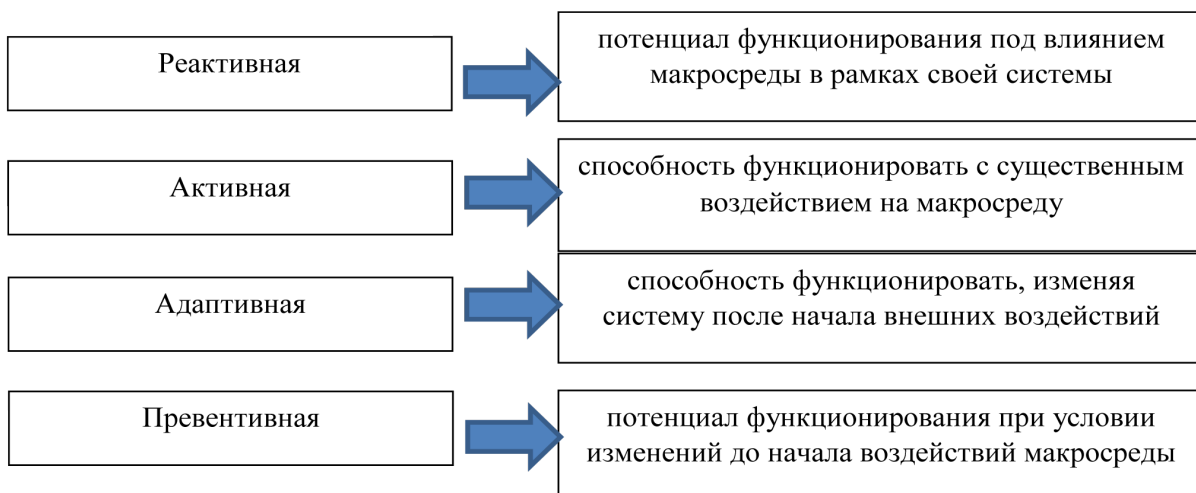 Реактивная
потенциал функционирования под влиянием
макросреды в рамках своей системы
Активная
способность функционировать с существенным
воздействием на макросреду
Адаптивная
способность функционировать, изменяя
систему после начала внешних воздействий
Превентивная
потенциал функционирования при условии
изменений до начала воздействий макросреды